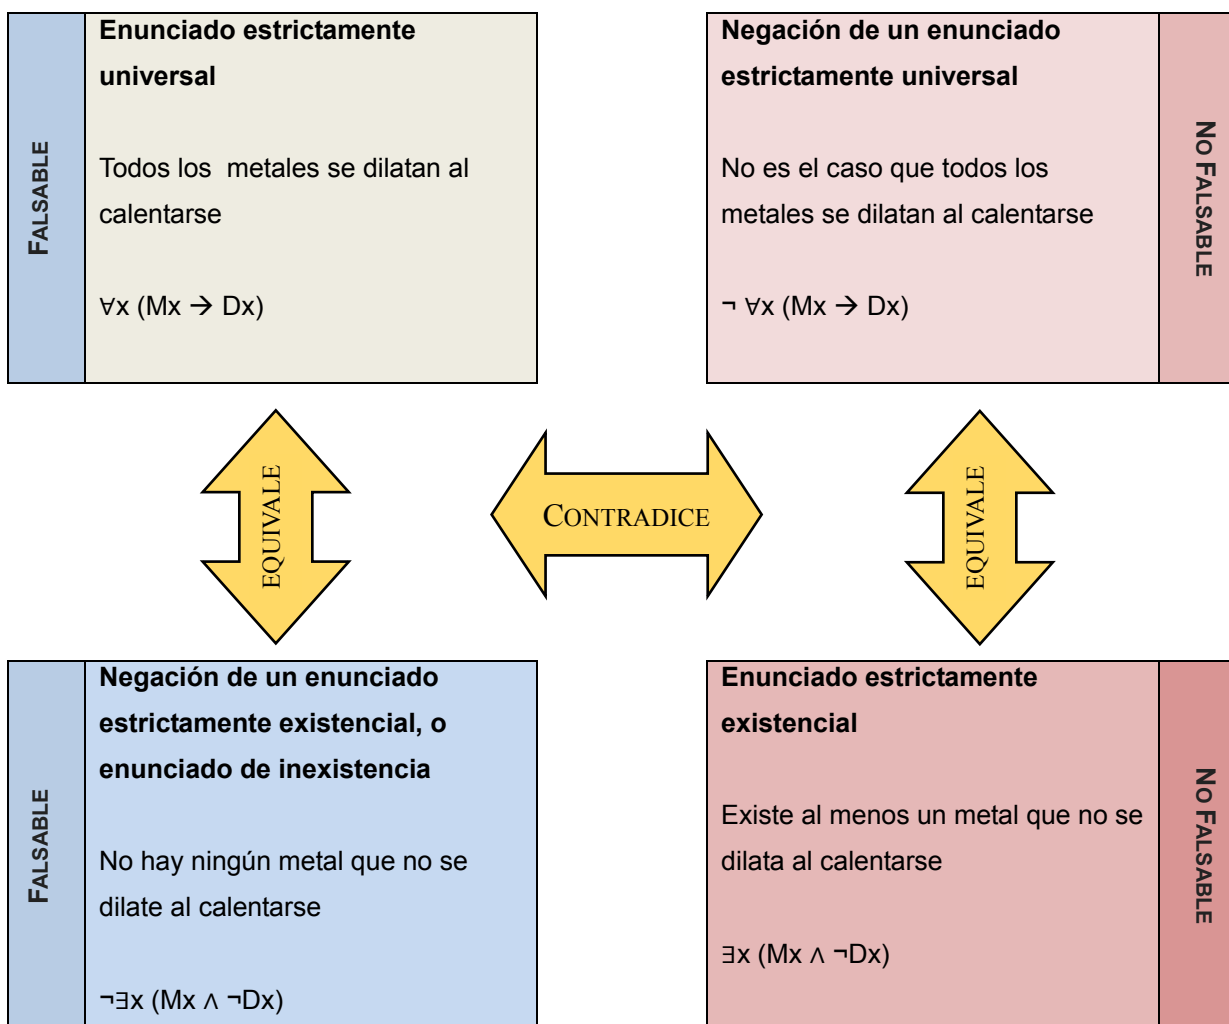 FALSABLE
Enunciado estrictamente
universal
Todos los metales se dilatan al
calentarse
∀x (Mx → Dx)
Negación de un enunciado
estrictamente universal
No es el caso que todos los
metales se dilatan al calentarse
¬ ∀x (Mx → Dx)
NO FALSABLE
EQUIVALE
CONTRADICE
EQUIVALE
FALSABLE
Negación de un enunciado
estrictamente existencial, o
enunciado de inexistencia
No hay ningún metal que no se
dilate al calentarse
¬∃x (Mx ∧ ¬Dx)
Enunciado estrictamente
existencial
Existe al menos un metal que no se
dilata al calentarse
∃x (Mx ∧ ¬Dx)
NO FALSABLE